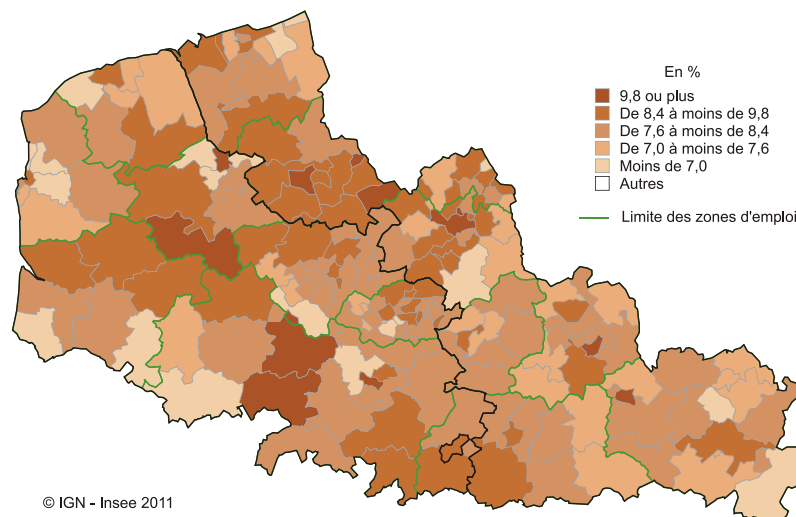 En %
9,8 ou plus
De 8,4 à moins de 9,8
De 7,6 à moins de 8,4
De 7,0 à moins de 7,6
Moins de 7,0
Autres
Limite des zones d'emploi
© IGN - Insee 2011